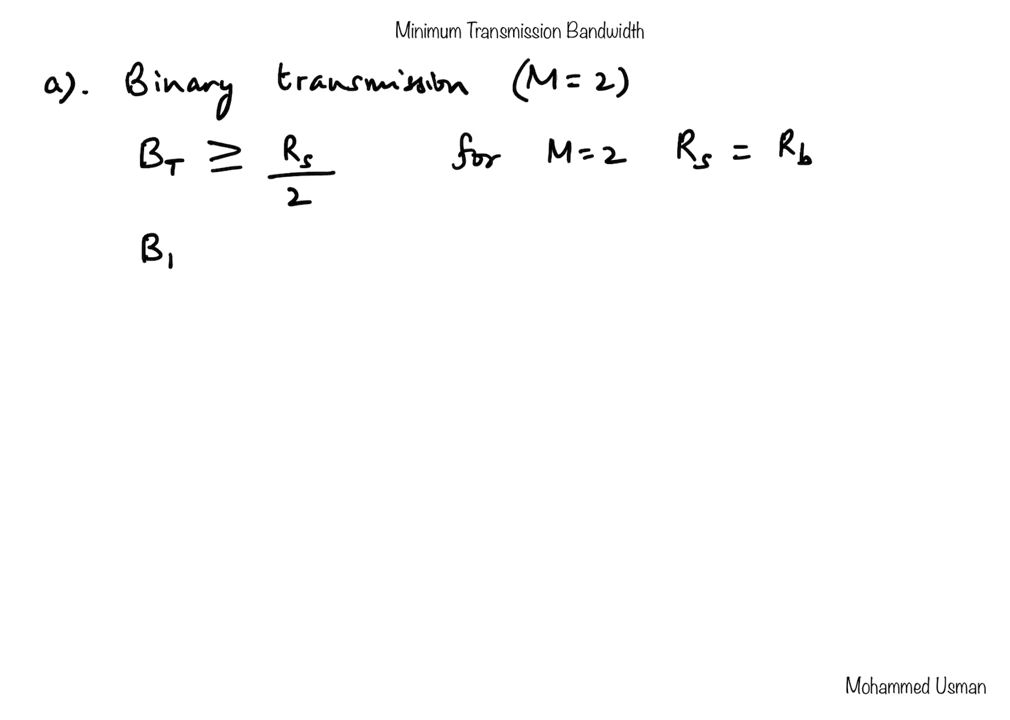 Minimum Transmission Bandwidth
a). Binary transmission (M = 2)
B_T ≥ R_s / 2 for M = 2 R_s = R_b
B_1
Mohammed Usman